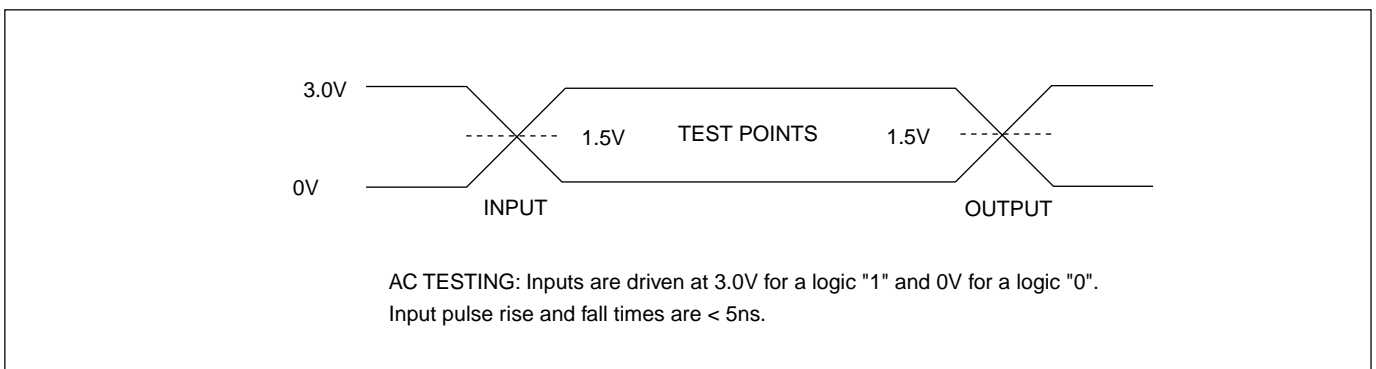 3.0V
1.5V TEST POINTS 1.5V
0V
INPUT OUTPUT
AC TESTING: Inputs are driven at 3.0V for a logic "1" and 0V for a logic "0".
Input pulse rise and fall times are < 5ns.